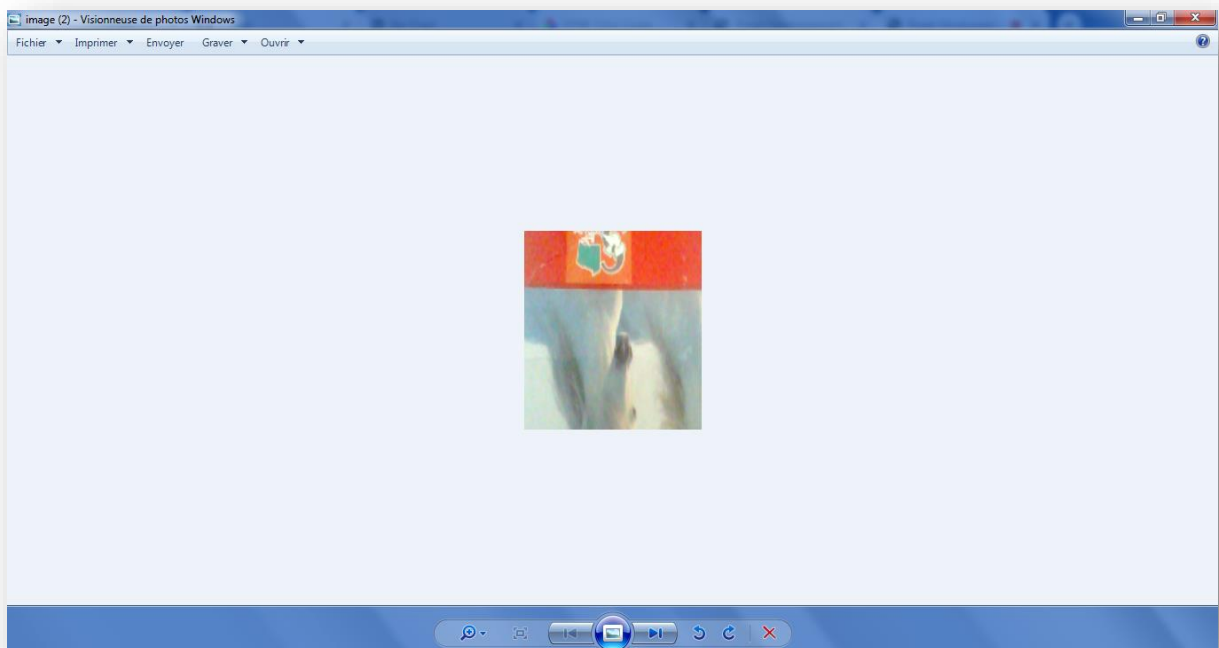 image (2) - Visionneuse de photos Windows
Fichier Imprimer Envoyer Graver Ouvrir